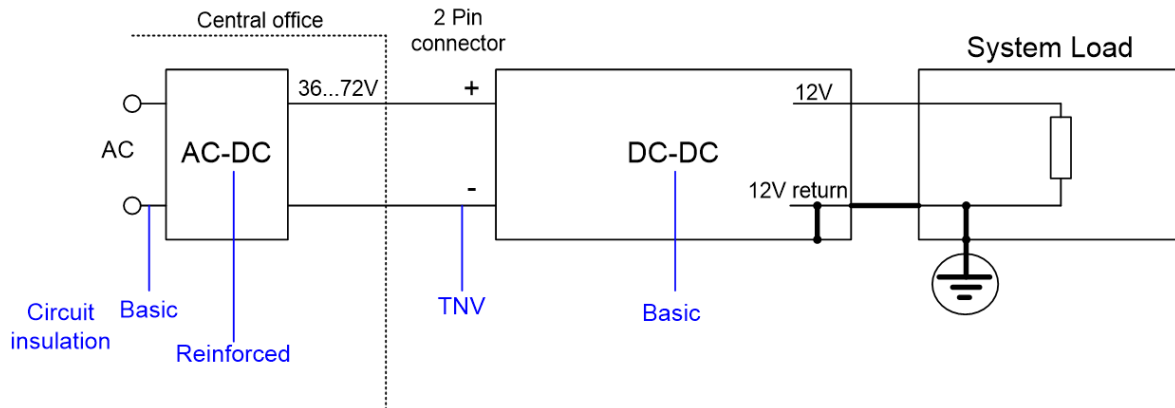 Central office
2 Pin
connector
System Load
36...72V
+
12V
AC
AC-DC
DC-DC
-
12V return
Circuit
insulation
Basic
TNV
Basic
Reinforced